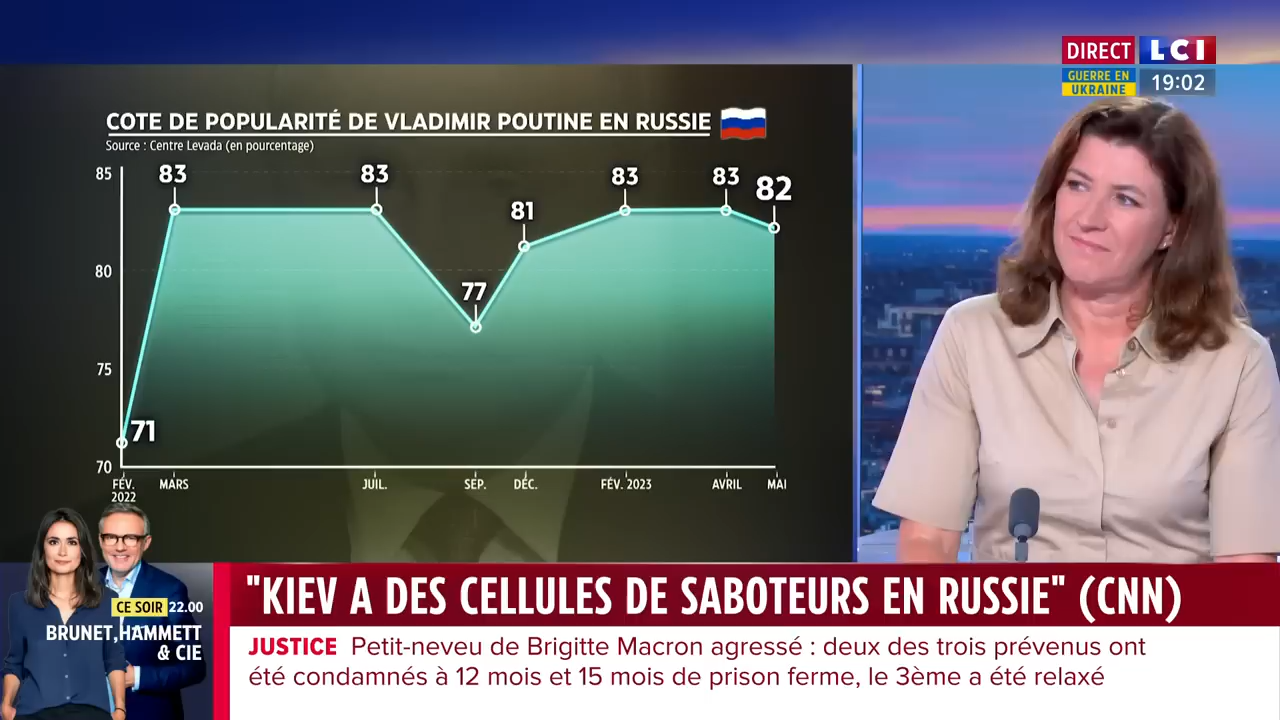 DIRECT LCI
GUERRE EN
UKRAINE
19:02
COTE DE POPULARITÉ DE VLADIMIR POUTINE EN RUSSIE
Source : Centre Levada (en pourcentage)
85
80
75
70
71
83
83
77
81
83
83
82
FÉV.
2022
MARS
JUIL.
SEP.
DÉC.
FÉV. 2023
AVRIL
MAI
CE SOIR 22.00
BRUNET, HAMMETT
& CIE
"KIEV A DES CELLULES DE SABOTEURS EN RUSSIE" (CNN)
JUSTICE Petit-neveu de Brigitte Macron agressé : deux des trois prévenus ont
été condamnés à 12 mois et 15 mois de prison ferme, le 3ème a été relaxé